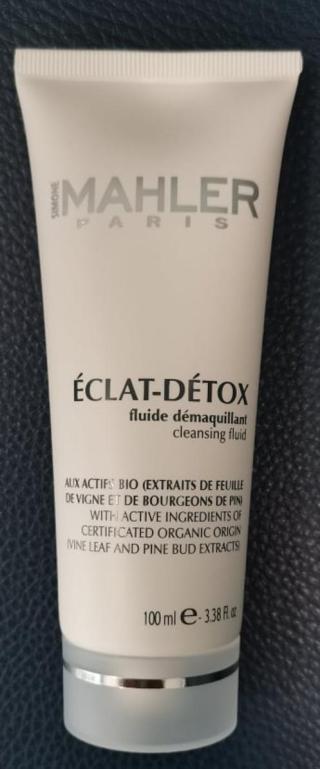 SIMONE
MAHLER
PARIS
ÉCLAT-DÉTOX
fluide démaquillant
cleansing fluid
AUX ACTIFS BIO (EXTRAITS DE FEUILLE
DE VIGNE ET DE BOURGEONS DE PIN)
WITH ACTIVE INGREDIENTS OF
CERTIFICATED ORGANIC ORIGIN
(VINE LEAF AND PINE BUD EXTRACTS)
100 ml e - 3.38 Fl. oz